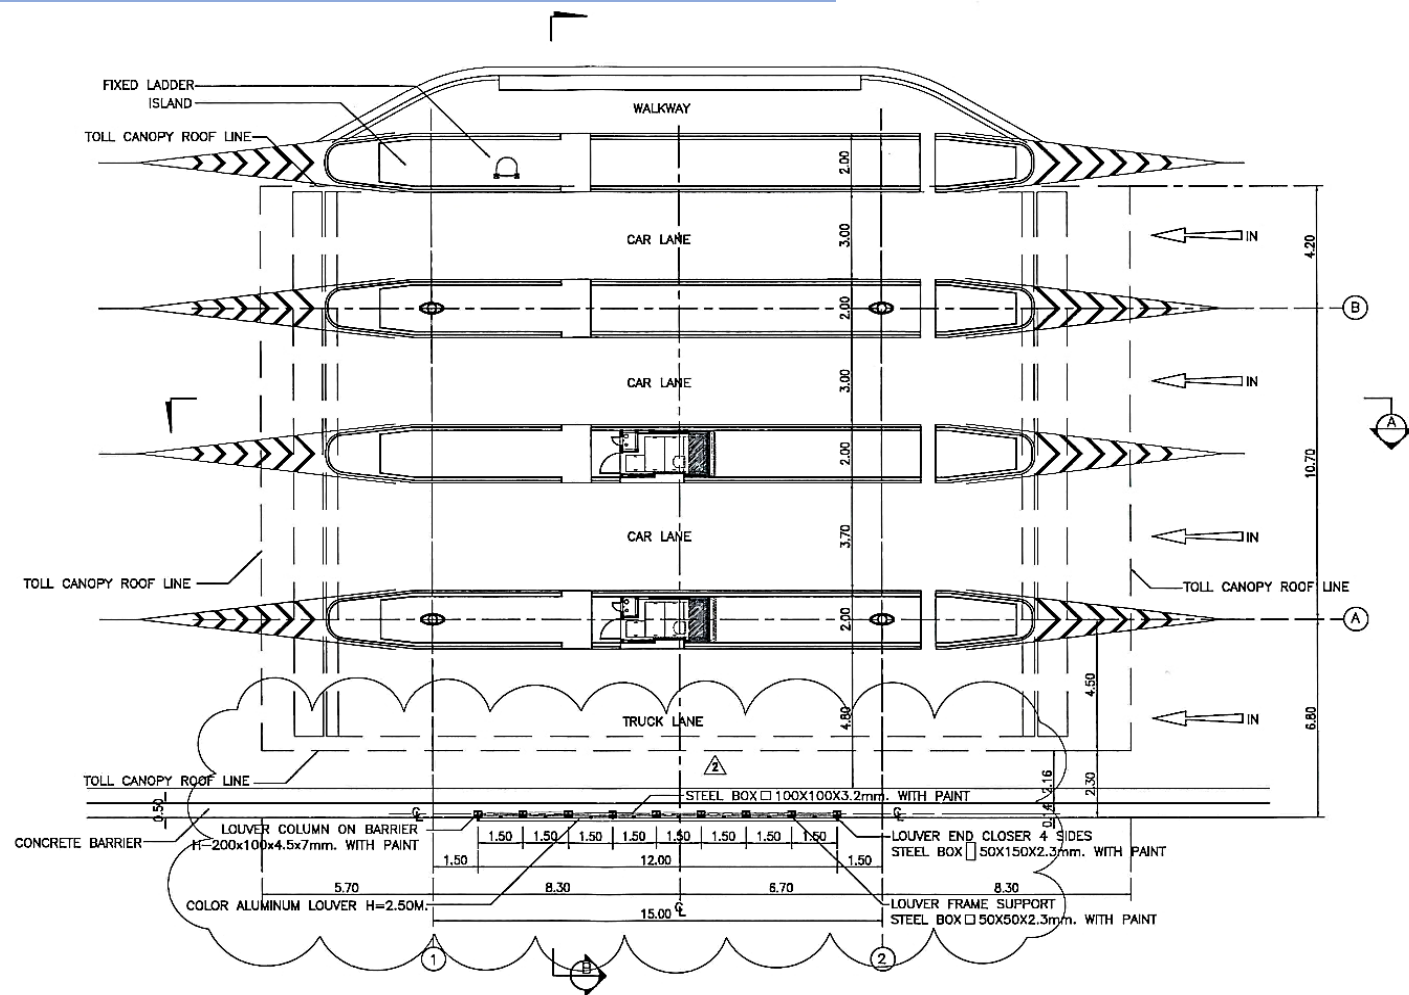 FIXED LADDER
ISLAND
WALKWAY
TOLL CANOPY ROOF LINE
2.00
CAR LANE
3.00
IN
4.20
2.00
B
CAR LANE
3.00
IN
A
2.00
10.70
CAR LANE
3.70
IN
TOLL CANOPY ROOF LINE
TOLL CANOPY ROOF LINE
2.00
A
4.50
TRUCK LANE
4.80
IN
6.80
2
TOLL CANOPY ROOF LINE
2.16
2.30
STEEL BOX □ 100X100X3.2mm. WITH PAINT
0.50
0.14
CONCRETE BARRIER
LOUVER COLUMN ON BARRIER
H-200x100x4.5x7mm. WITH PAINT
1.50 1.50 1.50 1.50 1.50 1.50 1.50 1.50
LOUVER END CLOSER 4 SIDES
STEEL BOX ▯ 50X150X2.3mm. WITH PAINT
1.50 12.00 1.50
5.70 8.30 6.70 8.30
COLOR ALUMINUM LOUVER H=2.50M.
LOUVER FRAME SUPPORT
STEEL BOX □ 50X50X2.3mm. WITH PAINT
15.00
1
2
B